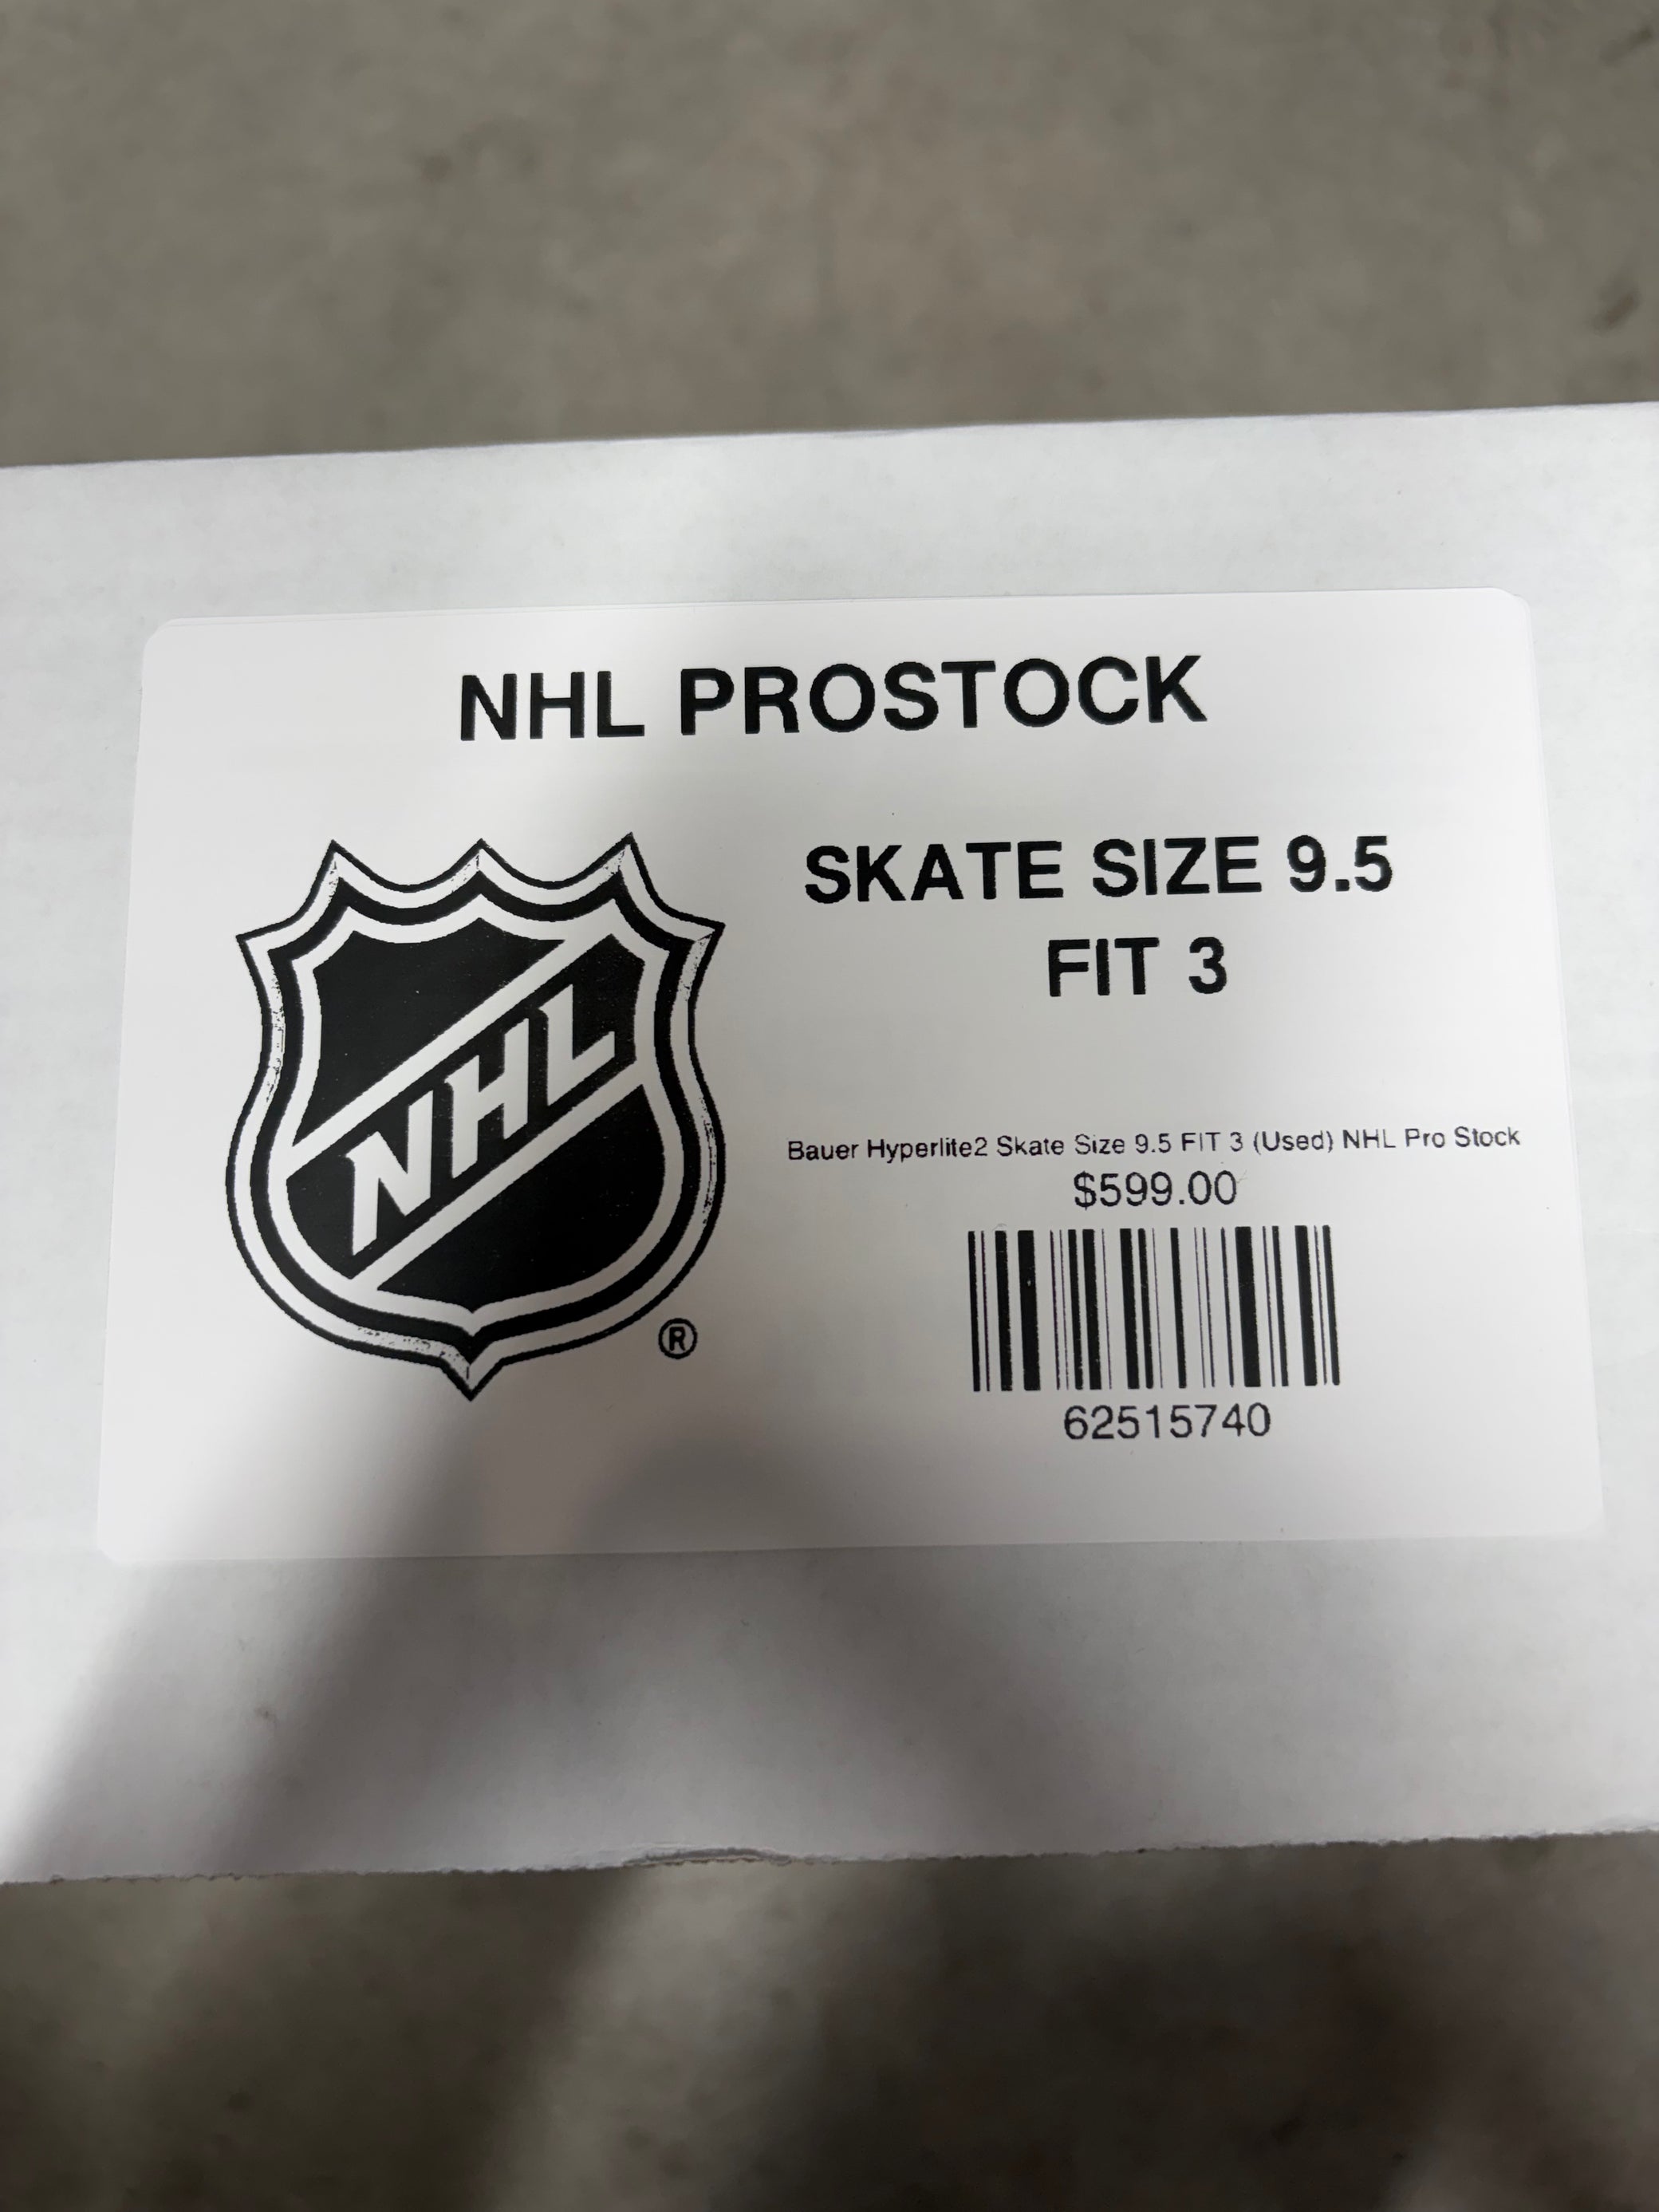 NHL PROSTOCK
SKATE SIZE 9.5
FIT 3
NHL
®
Bauer Hyperlite2 Skate Size 9.5 FIT 3 (Used) NHL Pro Stock
$599.00
62515740